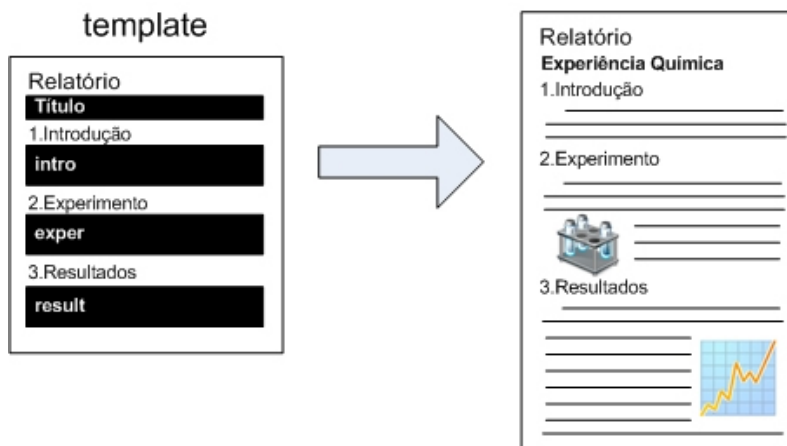 template
Relatório
Título
1.Introdução
intro
2.Experimento
exper
3.Resultados
result
Relatório
Experiência Química
1.Introdução
2.Experimento
3.Resultados